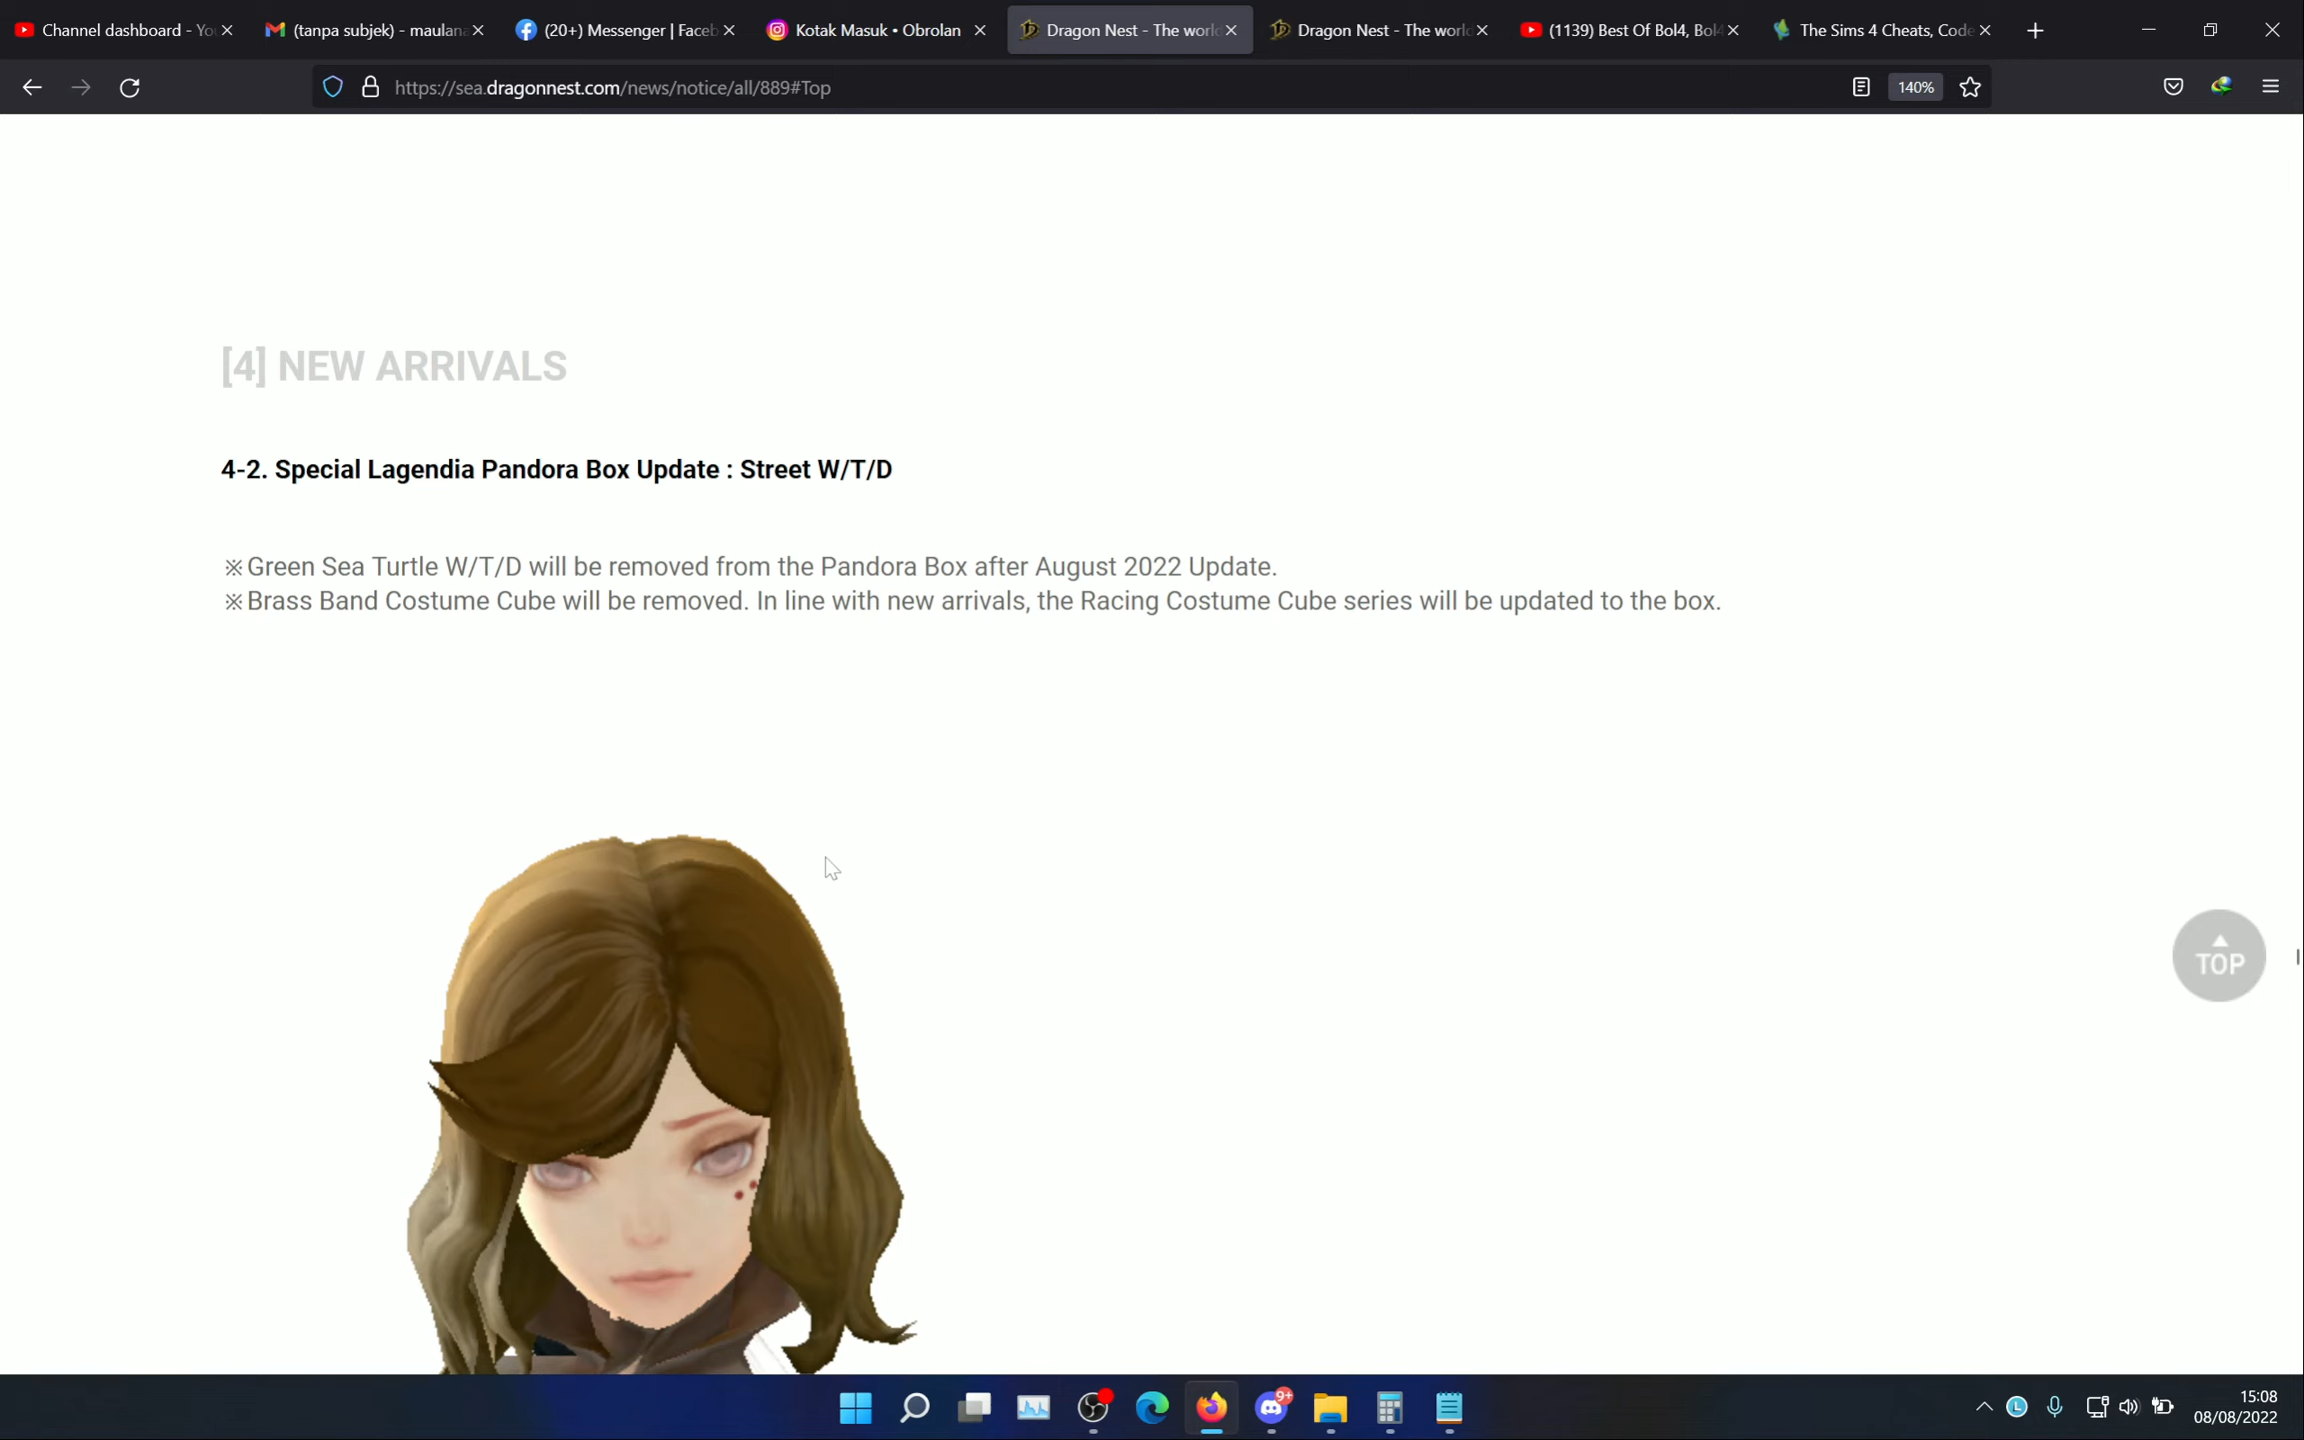 Channel dashboard - Yo
(tanpa subjek) - maulana
(20+) Messenger | Faceb
Kotak Masuk • Obrolan
Dragon Nest - The worl
Dragon Nest - The world
(1139) Best Of Bol4, Bol4
The Sims 4 Cheats, Code
https://sea.dragonnest.com/news/notice/all/889#Top
140%
[4] NEW ARRIVALS
4-2. Special Lagendia Pandora Box Update : Street W/T/D
※Green Sea Turtle W/T/D will be removed from the Pandora Box after August 2022 Update.
※Brass Band Costume Cube will be removed. In line with new arrivals, the Racing Costume Cube series will be updated to the box.
TOP
9+
L
15:08
08/08/2022